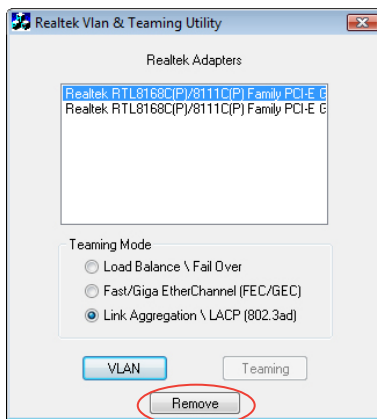 Realtek Vlan & Teaming Utility
Realtek Adapters
Realtek RTL8168C(P)/8111C(P) Family PCI-E G
Realtek RTL8168C(P)/8111C(P) Family PCI-E G
Teaming Mode
Load Balance \ Fail Over
Fast/Giga EtherChannel (FEC/GEC)
Link Aggregation \ LACP (802.3ad)
VLAN Teaming
Remove